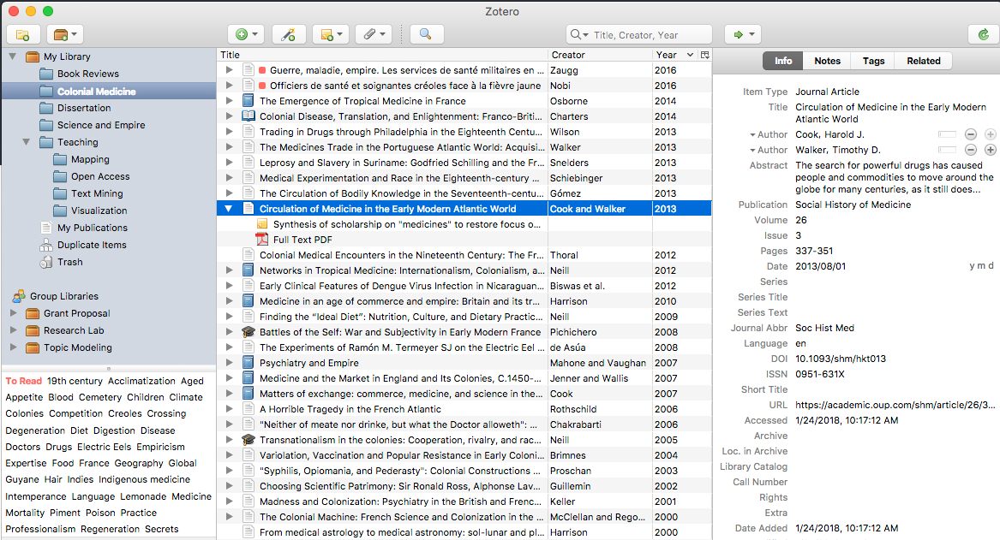 Zotero
Title, Creator, Year
My Library
Book Reviews
Colonial Medicine
Dissertation
Science and Empire
Teaching
Mapping
Open Access
Text Mining
Visualization
My Publications
Duplicate Items
Trash
Group Libraries
Grant Proposal
Research Lab
Topic Modeling
To Read 19th century Acclimatization Aged
Appetite Blood Cemetery Children Climate
Colonies Competition Creoles Crossing
Degeneration Diet Digestion Disease
Doctors Drugs Electric Eels Empiricism
Expertise Food France Geography Global
Guyane Hair Indies Indigenous medicine
Intemperance Language Lemonade Medicine
Mortality Piment Poison Practice
Professionalism Regeneration Secrets
Title Creator Year
Guerre, maladie, empire. Les services de santé militaires en ... Zaugg 2016
Officiers de santé et soignantes créoles face à la fièvre jaune Nobi 2016
The Emergence of Tropical Medicine in France Osborne 2014
Colonial Disease, Translation, and Enlightenment: Franco-Briti... Charters 2014
Trading in Drugs through Philadelphia in the Eighteenth Centu... Wilson 2013
The Medicines Trade in the Portuguese Atlantic World: Acquisi... Walker 2013
Leprosy and Slavery in Suriname: Godfried Schilling and the Fr... Snelders 2013
Medical Experimentation and Race in the Eighteenth-century ... Schiebinger 2013
The Circulation of Bodily Knowledge in the Seventeenth-centu... Gómez 2013
Circulation of Medicine in the Early Modern Atlantic World Cook and Walker 2013
Synthesis of scholarship on "medicines" to restore focus o...
Full Text PDF
Colonial Medical Encounters in the Nineteenth Century: The Fr... Thoral 2012
Networks in Tropical Medicine: Internationalism, Colonialism, a... Neill 2012
Early Clinical Features of Dengue Virus Infection in Nicaraguan... Biswas et al. 2012
Medicine in an age of commerce and empire: Britain and its tr... Harrison 2010
Finding the “Ideal Diet”: Nutrition, Culture, and Dietary Practic... Neill 2009
Battles of the Self: War and Subjectivity in Early Modern France Pichichero 2008
The Experiments of Ramón M. Termeyer SJ on the Electric Eel ... de Asúa 2008
Psychiatry and Empire Mahone and Vaughan 2007
Medicine and the Market in England and Its Colonies, C.1450-... Jenner and Wallis 2007
Matters of exchange: commerce, medicine, and science in the... Cook 2007
A Horrible Tragedy in the French Atlantic Rothschild 2006
"Neither of meate nor drinke, but what the Doctor alloweth": ... Chakrabarti 2006
Transnationalism in the colonies: Cooperation, rivalry, and rac... Neill 2005
Variolation, Vaccination and Popular Resistance in Early Coloni... Brimnes 2004
"Syphilis, Opiomania, and Pederasty": Colonial Constructions ... Proschan 2003
Choosing Scientific Patrimony: Sir Ronald Ross, Alphonse Lav... Guillemin 2002
Madness and Colonization: Psychiatry in the British and Frenc... Keller 2001
The Colonial Machine: French Science and Colonization in the ... McClellan and Rego... 2000
From medical astrology to medical astronomy: sol-lunar and pl... Harrison 2000
Info Notes Tags Related
Item Type Journal Article
Title Circulation of Medicine in the Early Modern
Atlantic World
Author Cook, Harold J.
Author Walker, Timothy D.
Abstract The search for powerful drugs has caused
people and commodities to move around the
globe for many centuries, as it still does...
Publication Social History of Medicine
Volume 26
Issue 3
Pages 337-351
Date 2013/08/01 y m d
Series
Series Title
Series Text
Journal Abbr Soc Hist Med
Language en
DOI 10.1093/shm/hkt013
ISSN 0951-631X
Short Title
URL https://academic.oup.com/shm/article/26/3...
Accessed 1/24/2018, 10:17:12 AM
Archive
Loc. in Archive
Library Catalog
Call Number
Rights
Extra
Date Added 1/24/2018, 10:17:12 AM